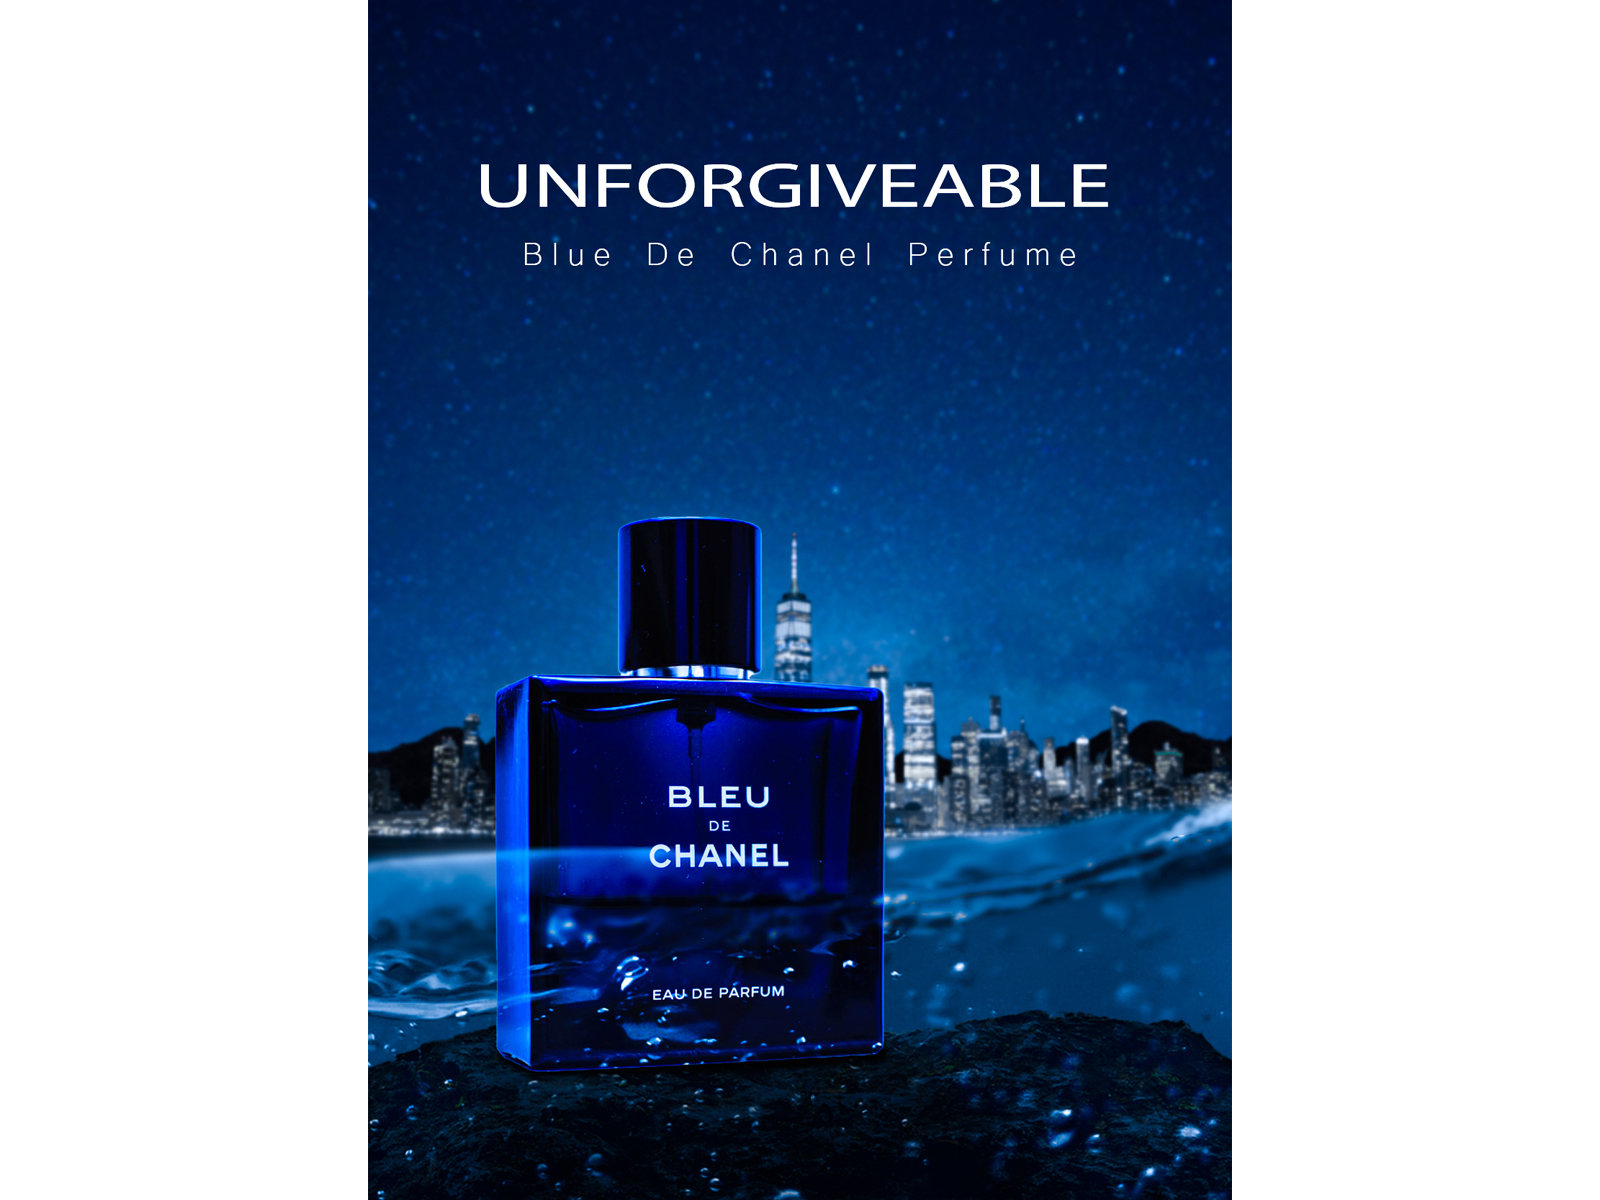 UNFORGIVEABLE
Blue De Chanel Perfume
BLEU
DE
CHANEL
EAU DE PARFUM